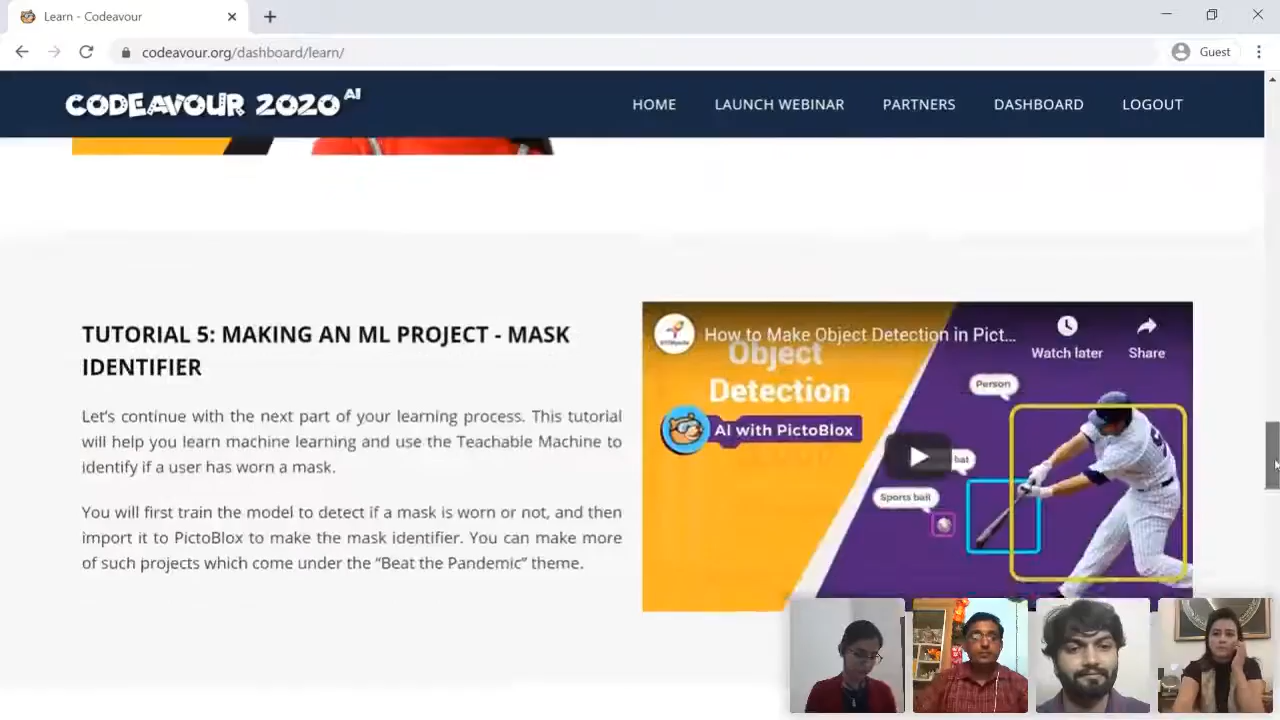 Learn - Codeavour
codeavour.org/dashboard/learn/
Guest
CODEAVOUR 2020 AI
HOME
LAUNCH WEBINAR
PARTNERS
DASHBOARD
LOGOUT
TUTORIAL 5: MAKING AN ML PROJECT - MASK
IDENTIFIER
Let's continue with the next part of your learning process. This tutorial
will help you learn machine learning and use the Teachable Machine to
identify if a user has worn a mask.
You will first train the model to detect if a mask is worn or not, and then
import it to PictoBlox to make the mask identifier. You can make more
of such projects which come under the “Beat the Pandemic” theme.
How to Make Object Detection in Pict...
Watch later
Share
Object
Detection
AI with PictoBlox
Person
bat
Sports ball